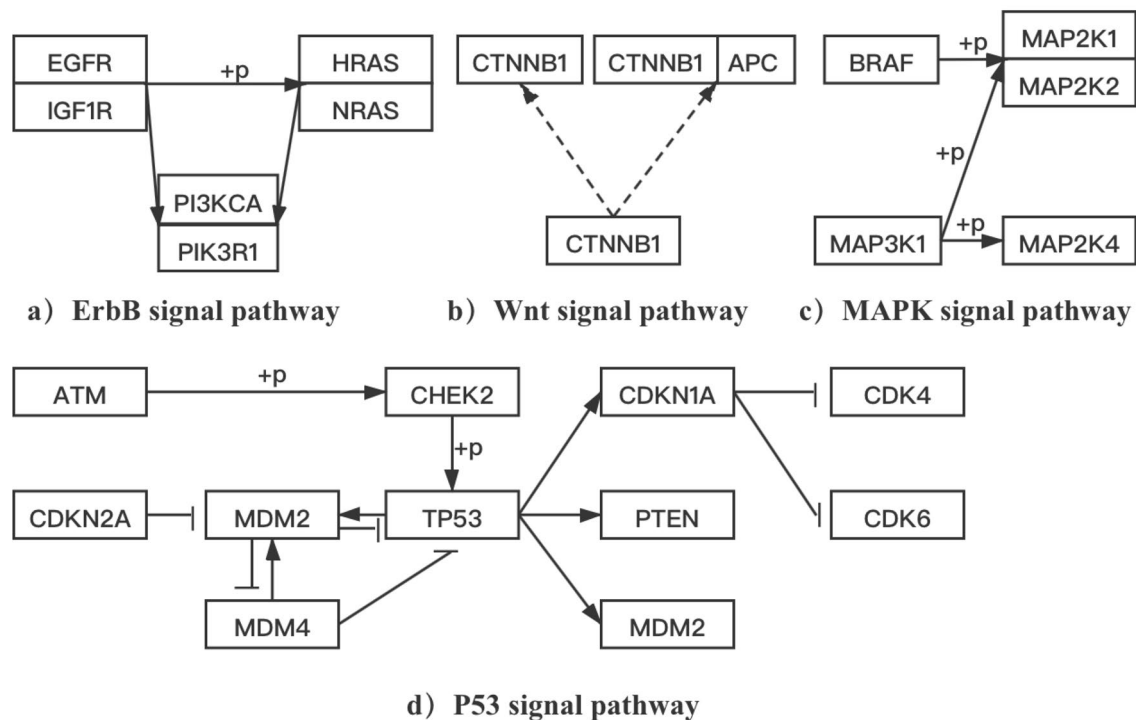 EGFR
IGF1R
+p
HRAS
NRAS
PI3KCA
PIK3R1
a）ErbB signal pathway
CTNNB1
CTNNB1 APC
CTNNB1
b）Wnt signal pathway
BRAF
+p
MAP2K1
MAP2K2
+p
MAP3K1
+p
MAP2K4
c）MAPK signal pathway
ATM
+p
CHEK2
CDKN1A
CDK4
+p
CDKN2A
MDM2
TP53
PTEN
CDK6
MDM4
MDM2
d）P53 signal pathway